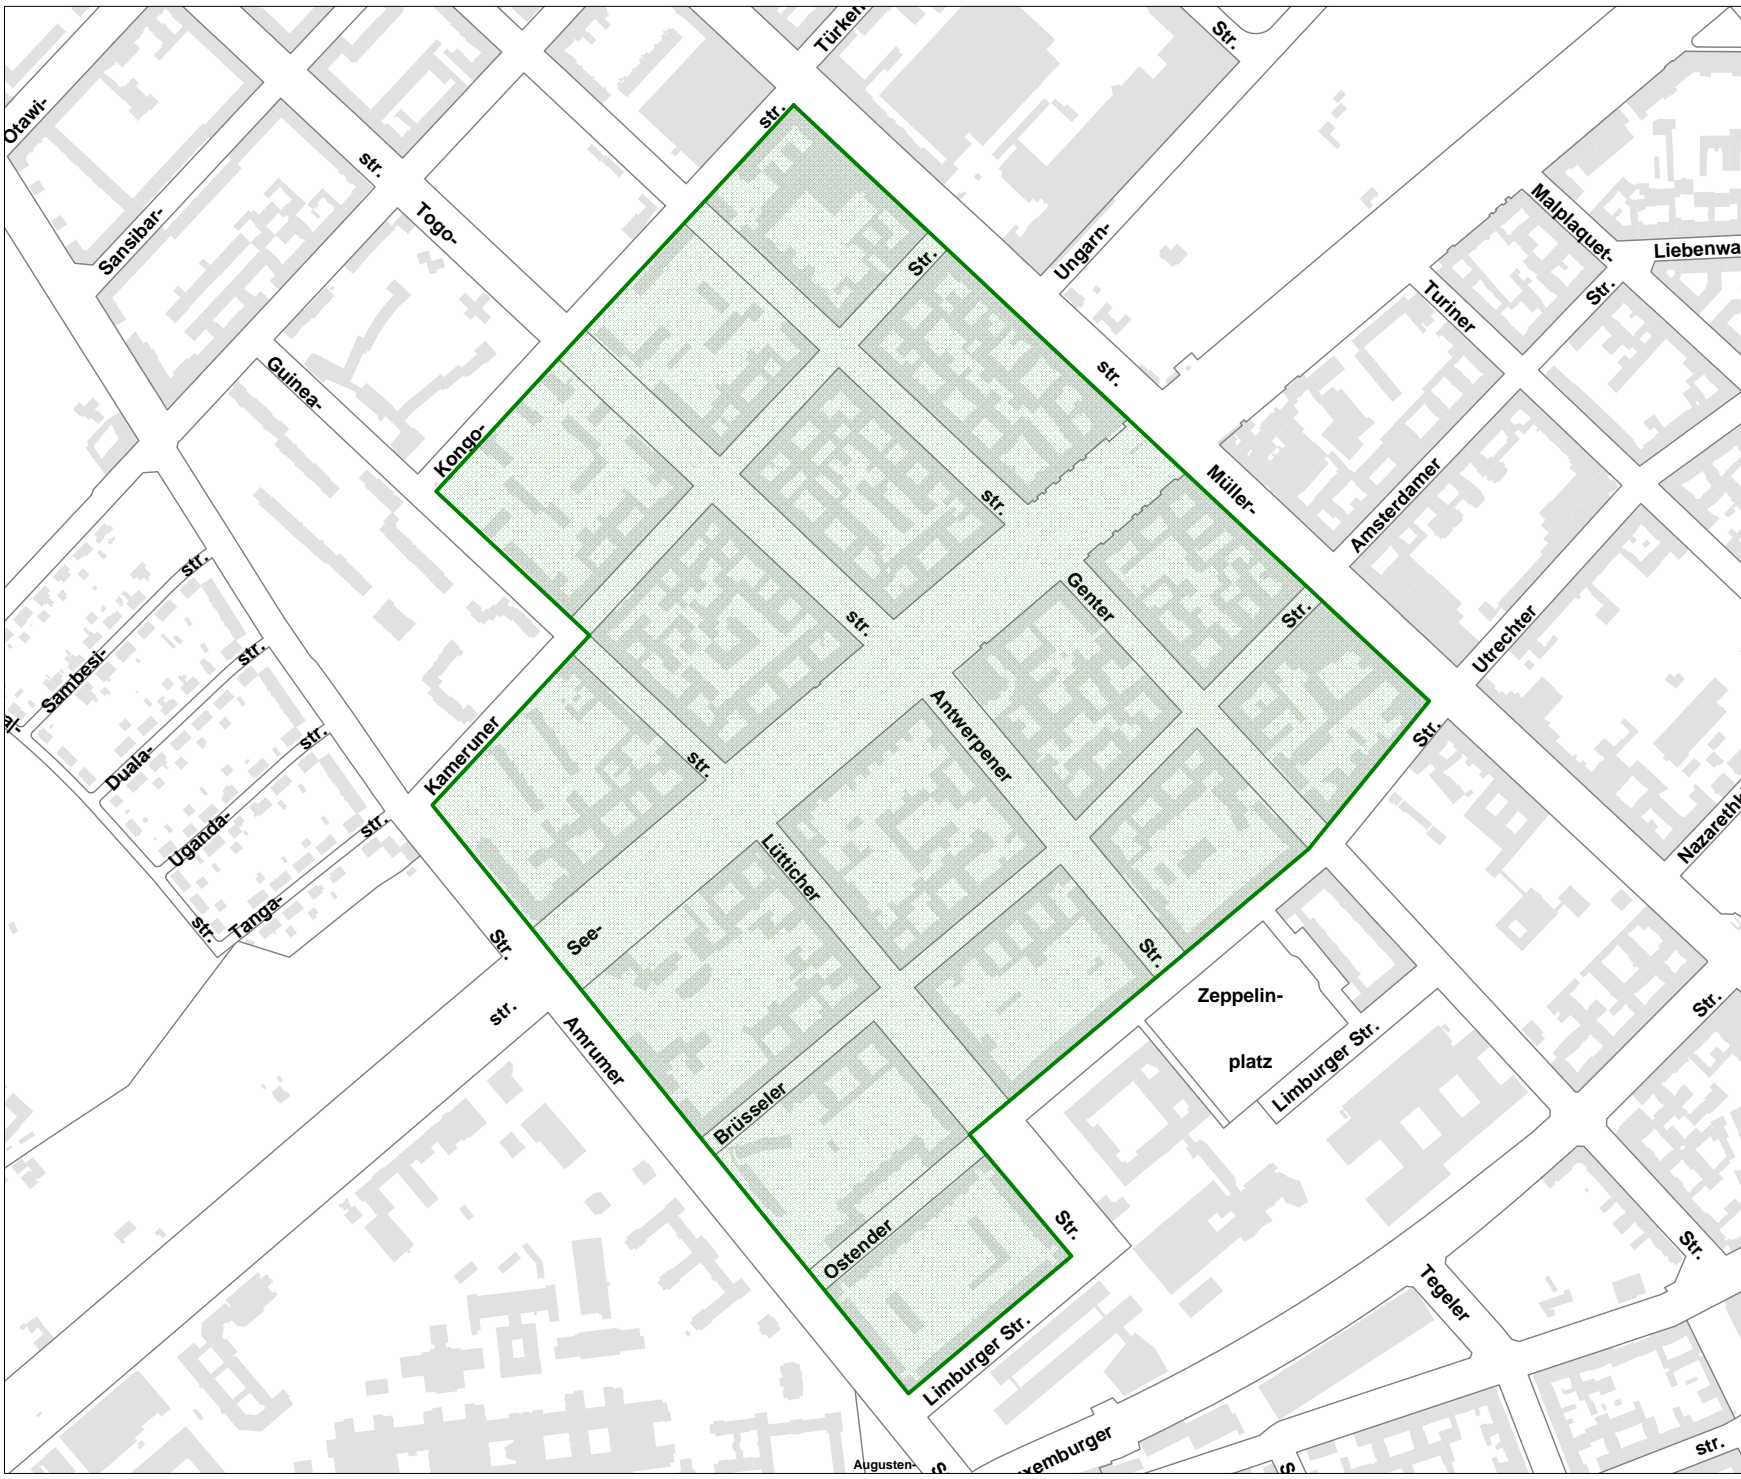 Türken
Str.
Otawi-
str.
str.
Malplaquet-
Togo-
Sansibar-
Ungarn-
Str.
Liebenwa
Str.
Turiner
Guinea-
str.
Kongo-
Müller-
str.
Amsterdamer
str.
Genter
Str.
str.
Utrechter
Sambesi-
str.
Antwerpener
Kameruner
Duala-
str.
str.
Str.
Uganda-
str.
Lütticher
Tanga-
str.
See-
Str.
Str.
Zeppelin-
platz
str.
Str.
Amrumer
Limburger Str.
Brüsseler
Ostender
Str.
Str.
Tegeler
Limburger Str.
xemburger
str.
Augusten-